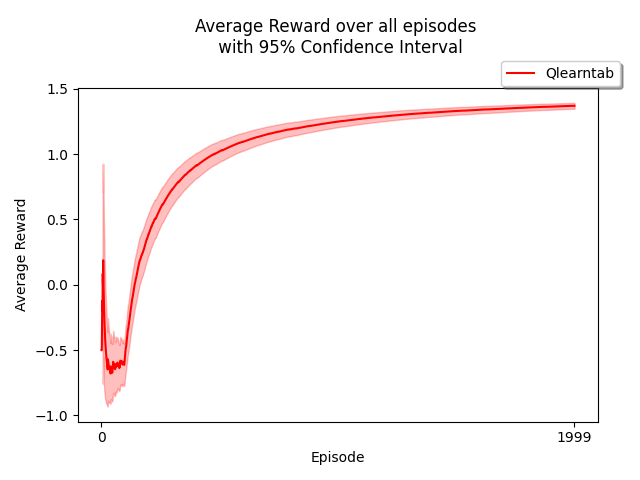 Average Reward over all episodes
with 95% Confidence Interval
Qlearntab
1.5
1.0
0.5
0.0
−0.5
−1.0
Average Reward
0
1999
Episode